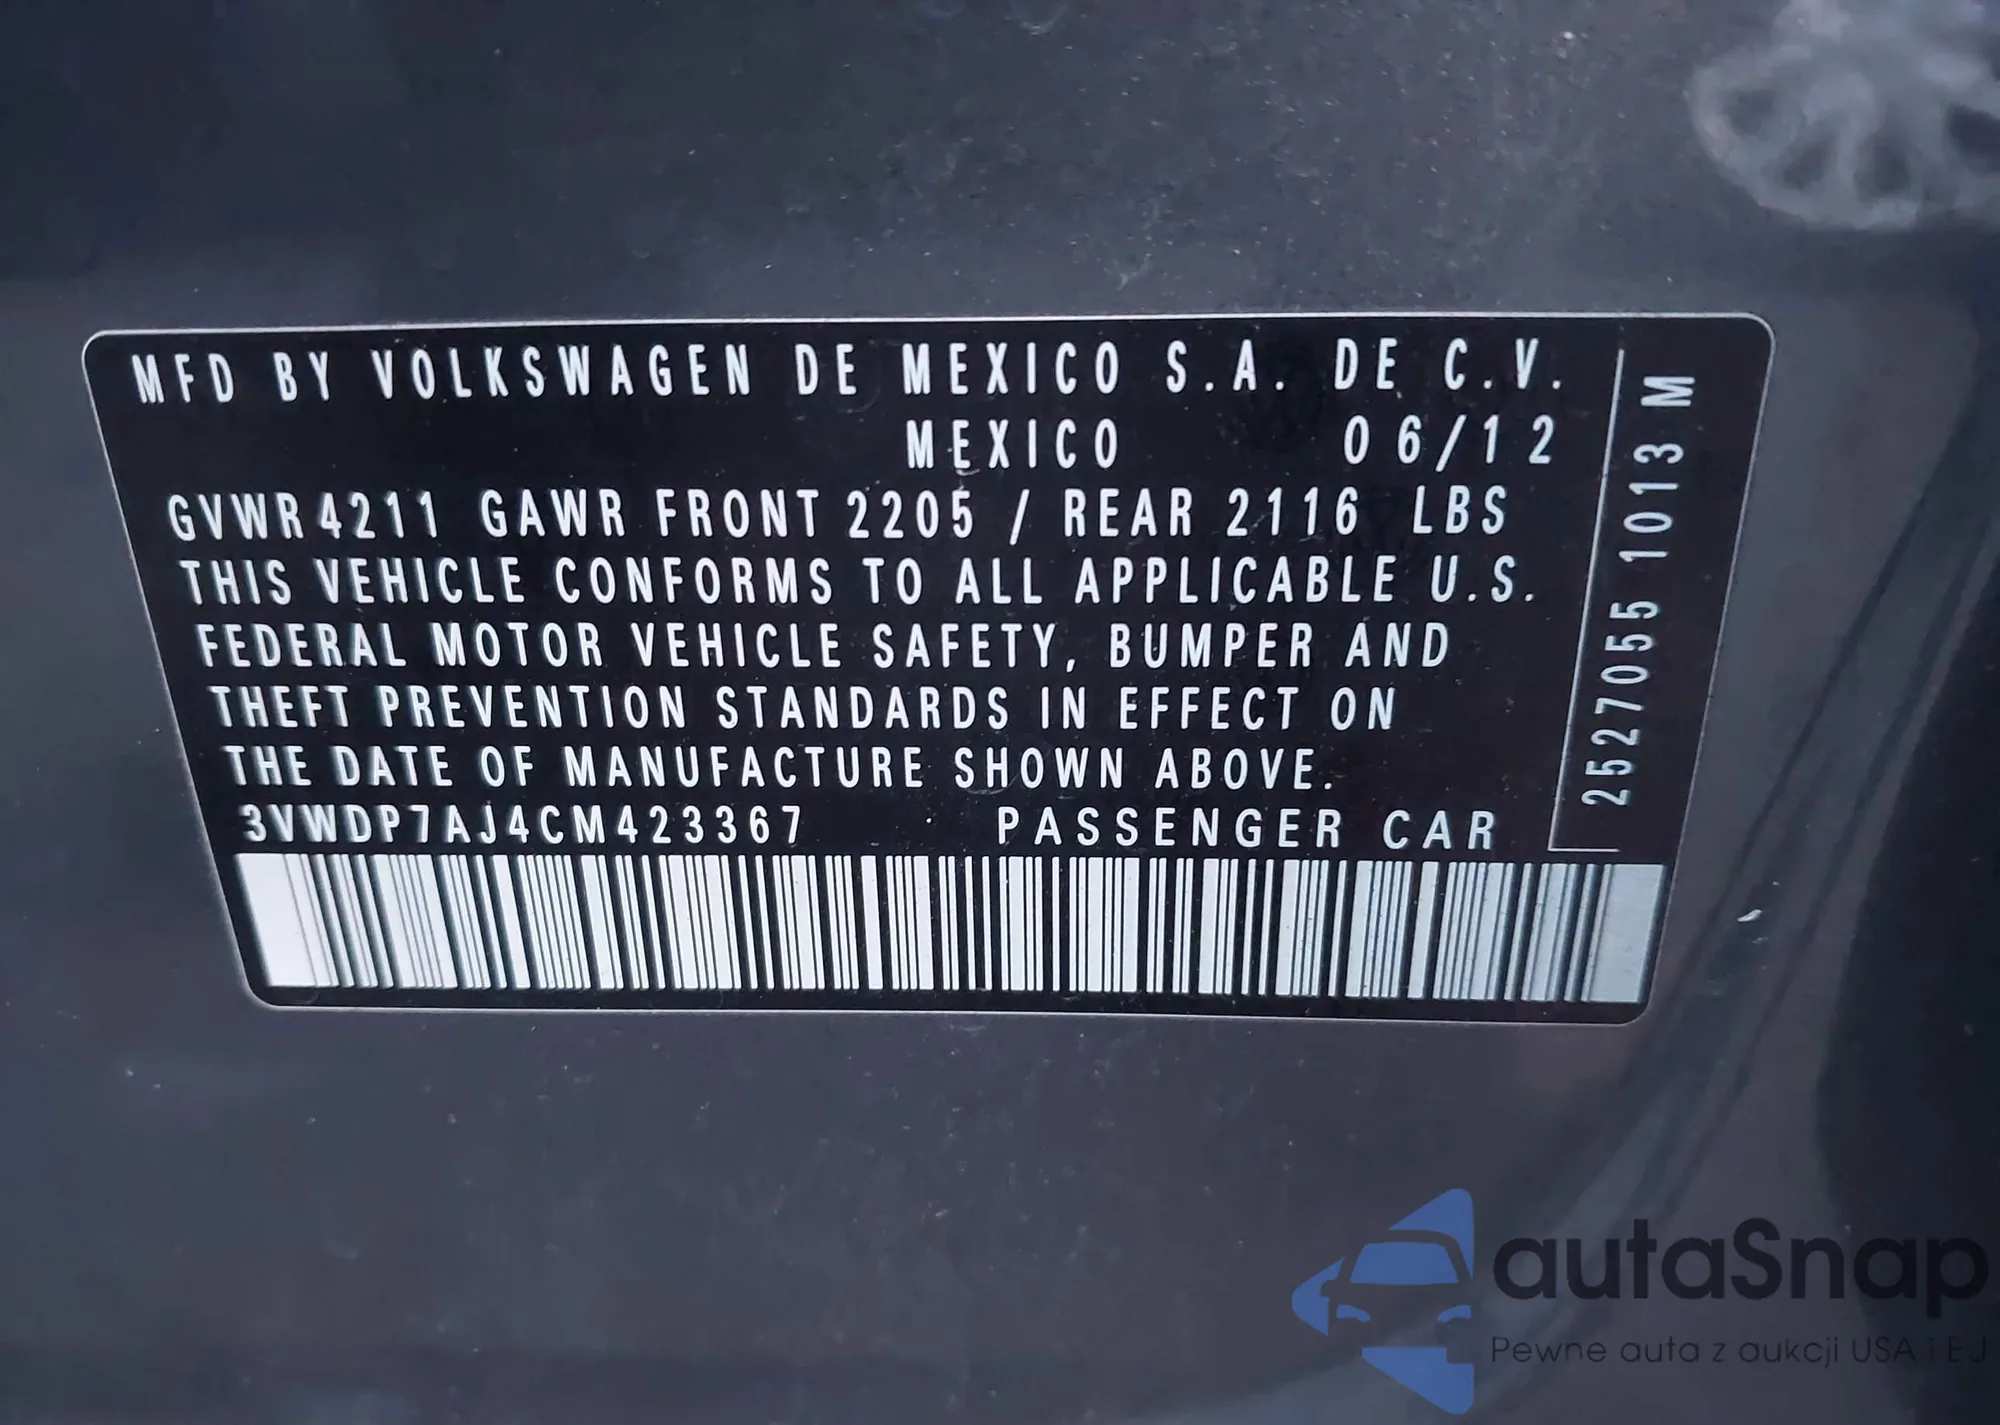 MFD BY VOLKSWAGEN DE MEXICO S.A. DE C.V.
MEXICO 06/12
GVWR 4211 GAWR FRONT 2205 / REAR 2116 LBS
THIS VEHICLE CONFORMS TO ALL APPLICABLE U.S.
FEDERAL MOTOR VEHICLE SAFETY, BUMPER AND
THEFT PREVENTION STANDARDS IN EFFECT ON
THE DATE OF MANUFACTURE SHOWN ABOVE.
3VWDP7AJ4CM423367 PASSENGER CAR
2527055 1013 M
autaSnap
Pewne auta z aukcji USA i EU